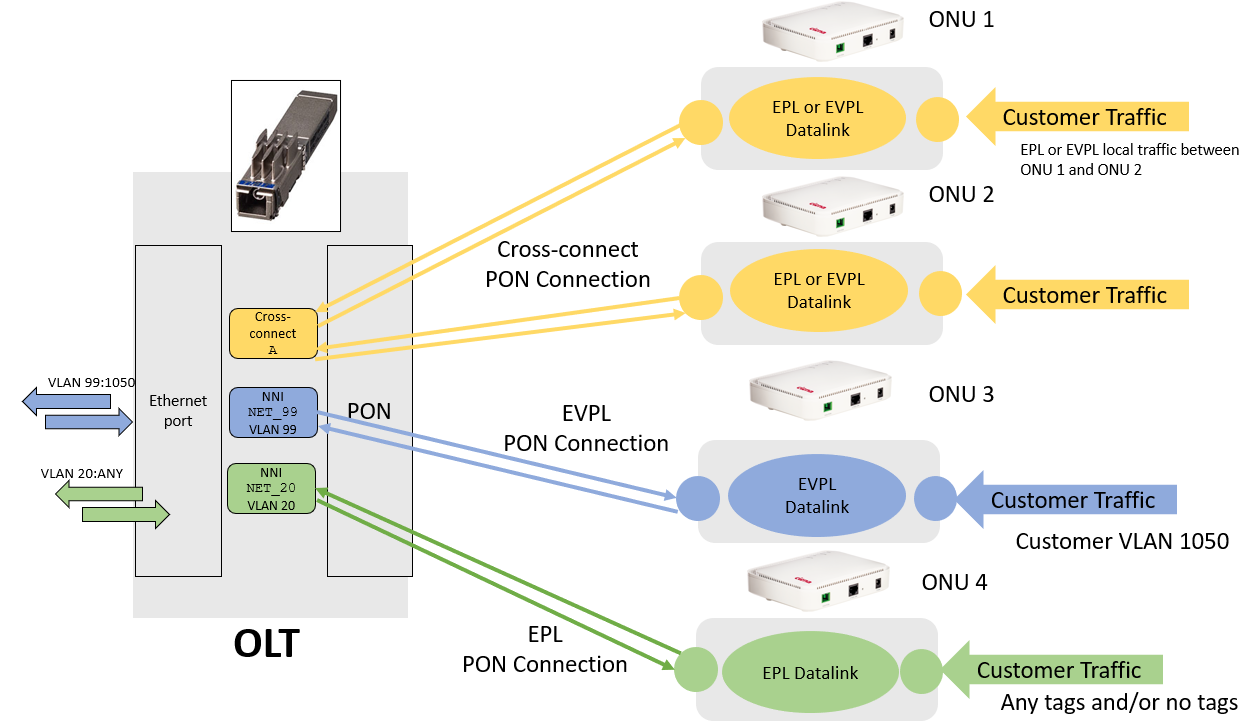 ONU 1
EPL or EVPL
Datalink
Customer Traffic
EPL or EVPL local traffic between
ONU 1 and ONU 2
ONU 2
Cross-connect
PON Connection
EPL or EVPL
Datalink
Customer Traffic
Cross-
connect
A
VLAN 99:1050
Ethernet
port
NNI
NET_99
VLAN 99
PON
EVPL
PON Connection
ONU 3
EVPL
Datalink
Customer Traffic
Customer VLAN 1050
VLAN 20:ANY
NNI
NET_20
VLAN 20
ONU 4
OLT
EPL
PON Connection
EPL Datalink
Customer Traffic
Any tags and/or no tags